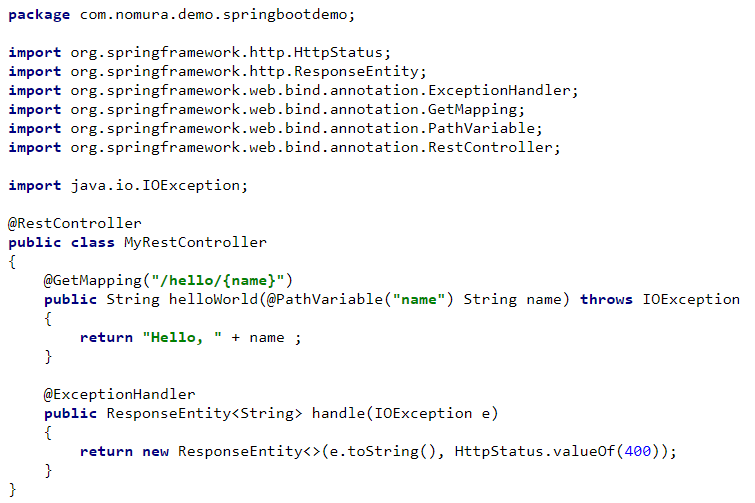 package com.nomura.demo.springbootdemo;
import org.springframework.http.HttpStatus;
import org.springframework.http.ResponseEntity;
import org.springframework.web.bind.annotation.ExceptionHandler;
import org.springframework.web.bind.annotation.GetMapping;
import org.springframework.web.bind.annotation.PathVariable;
import org.springframework.web.bind.annotation.RestController;
import java.io.IOException;
@RestController
public class MyRestController
{
    @GetMapping("/hello/{name}")
    public String helloWorld(@PathVariable("name") String name) throws IOException
    {
        return "Hello, " + name ;
    }
    @ExceptionHandler
    public ResponseEntity<String> handle(IOException e)
    {
        return new ResponseEntity<>(e.toString(), HttpStatus.valueOf(400));
    }
}